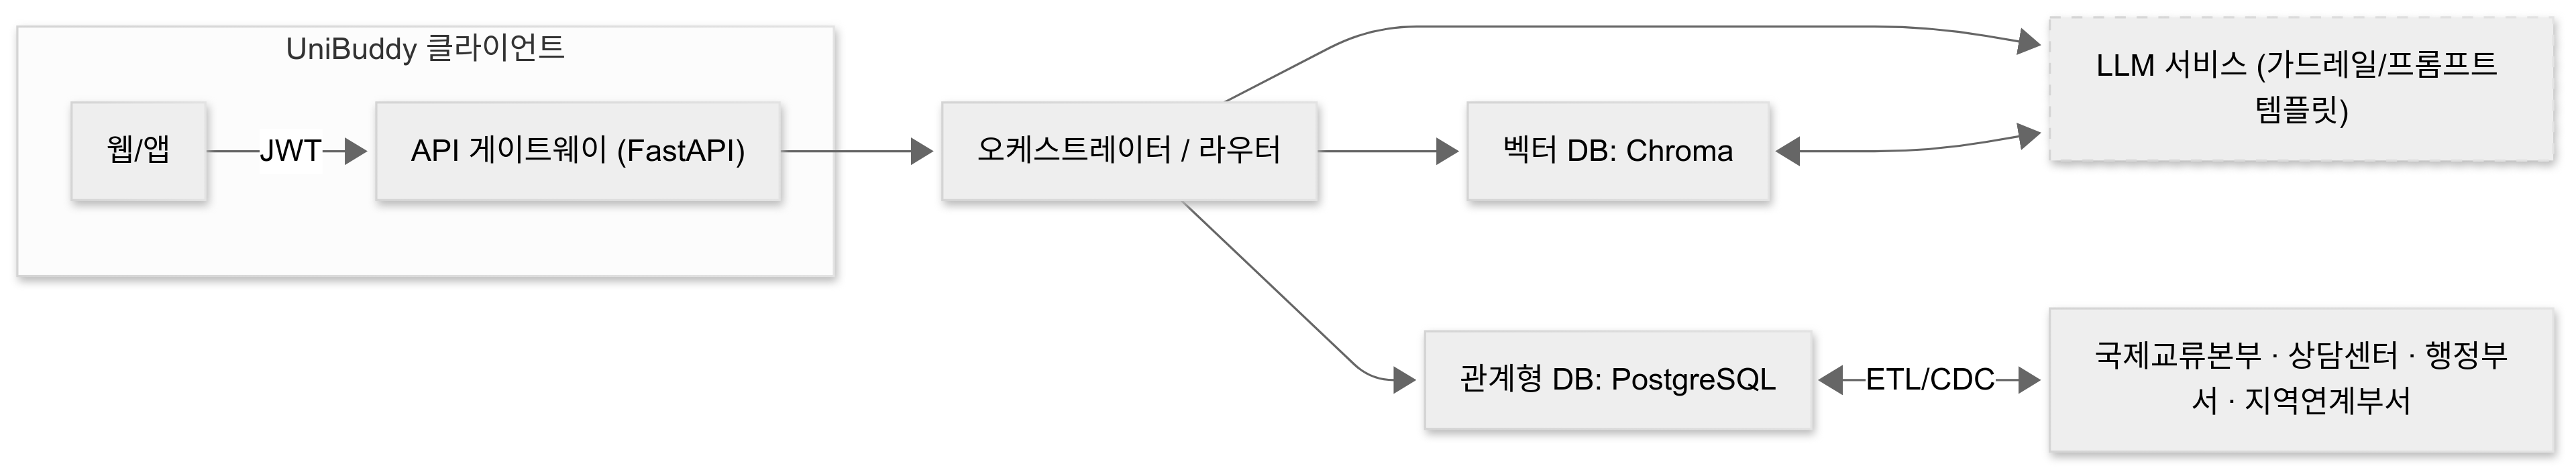 UniBuddy 클라이언트
웹/앱
JWT
API 게이트웨이 (FastAPI)
오케스트레이터 / 라우터
벡터 DB: Chroma
LLM 서비스 (가드레일/프롬프트
템플릿)
관계형 DB: PostgreSQL
ETL/CDC
국제교류본부 · 상담센터 · 행정부
서 · 지역연계부서